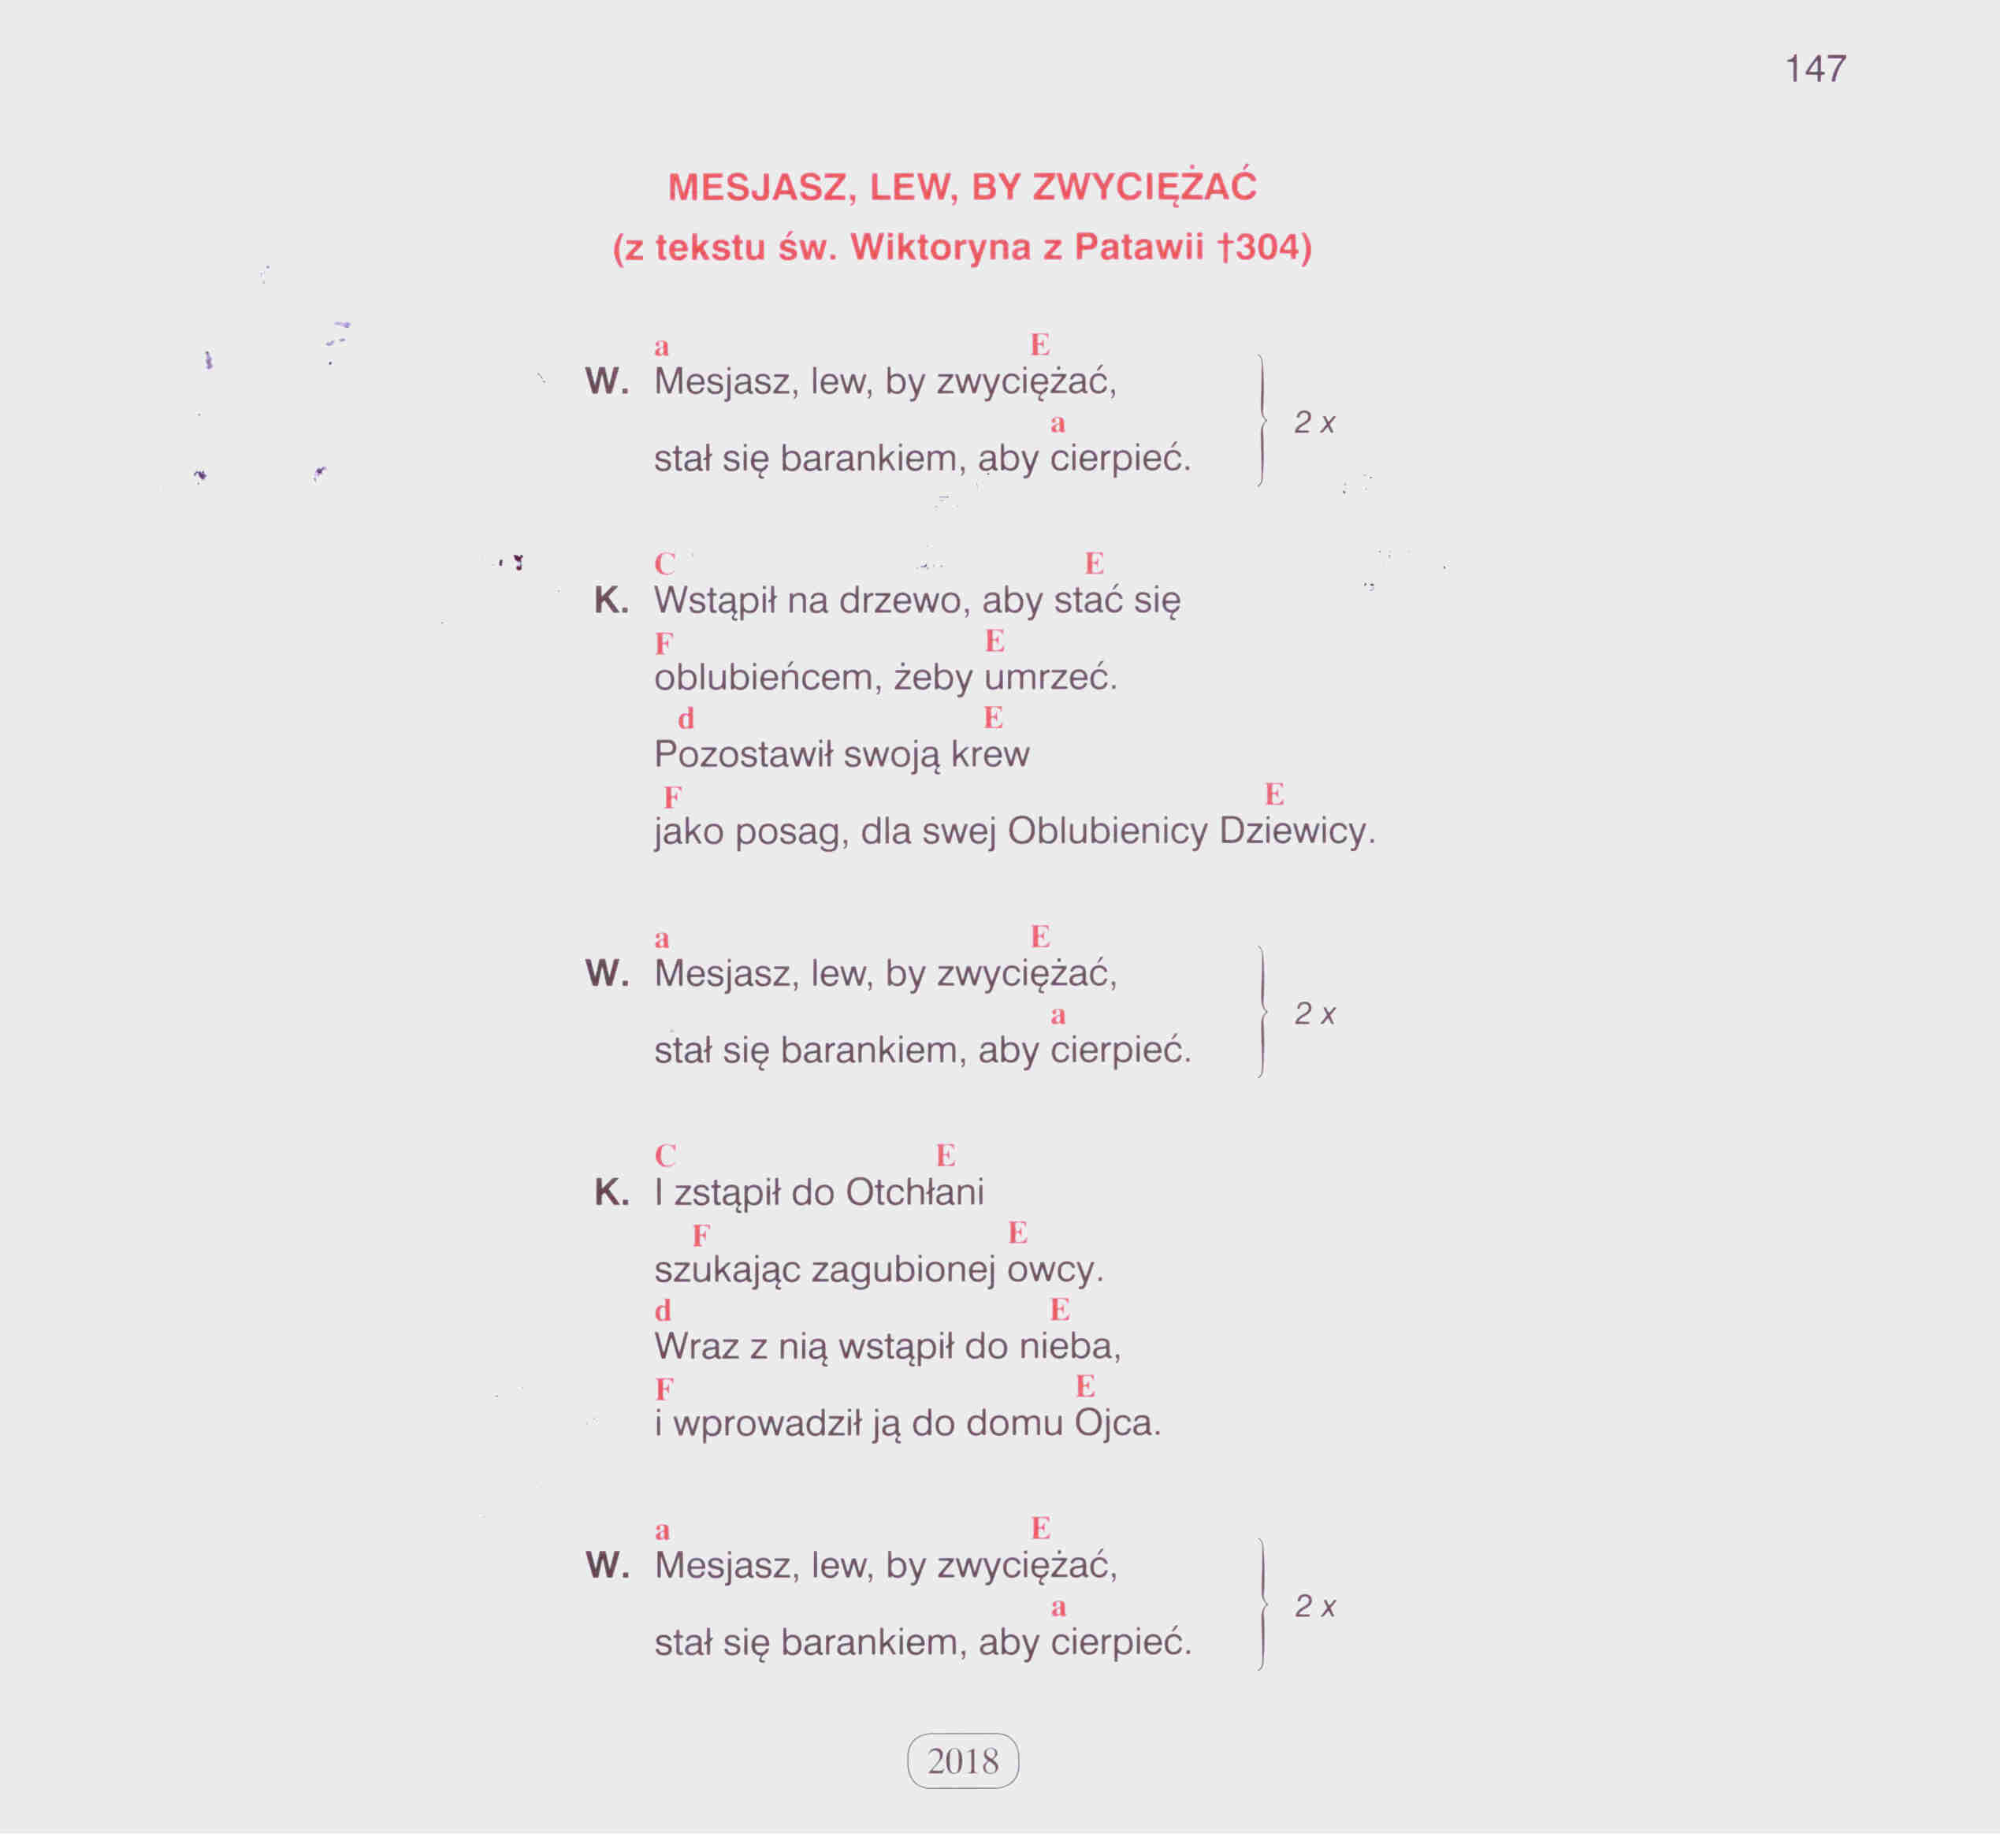 147
MESJASZ, LEW, BY ZWYCIĘŻAĆ
(z tekstu św. Wiktoryna z Patawii †304)
a E
W. Mesjasz, lew, by zwyciężać,
a
stał się barankiem, aby cierpieć.
2 x
C E
K. Wstąpił na drzewo, aby stać się
F E
oblubieńcem, żeby umrzeć.
d E
Pozostawił swoją krew
F E
jako posag, dla swej Oblubienicy Dziewicy.
a E
W. Mesjasz, lew, by zwyciężać,
a
stał się barankiem, aby cierpieć.
2 x
C E
K. I zstąpił do Otchłani
F E
szukając zagubionej owcy.
d E
Wraz z nią wstąpił do nieba,
F E
i wprowadził ją do domu Ojca.
a E
W. Mesjasz, lew, by zwyciężać,
a
stał się barankiem, aby cierpieć.
2 x
2018